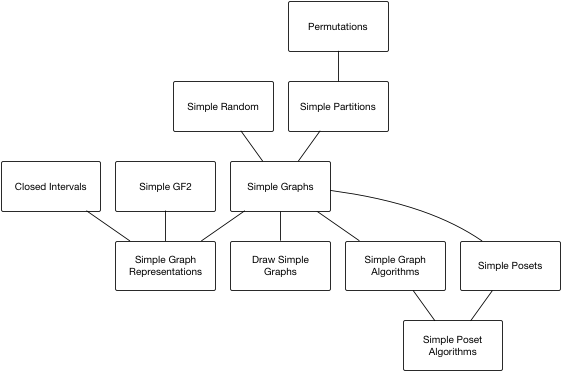 Permutations
Simple Random
Simple Partitions
Closed Intervals
Simple GF2
Simple Graphs
Simple Graph
Representations
Draw Simple
Graphs
Simple Graph
Algorithms
Simple Posets
Simple Poset
Algorithms